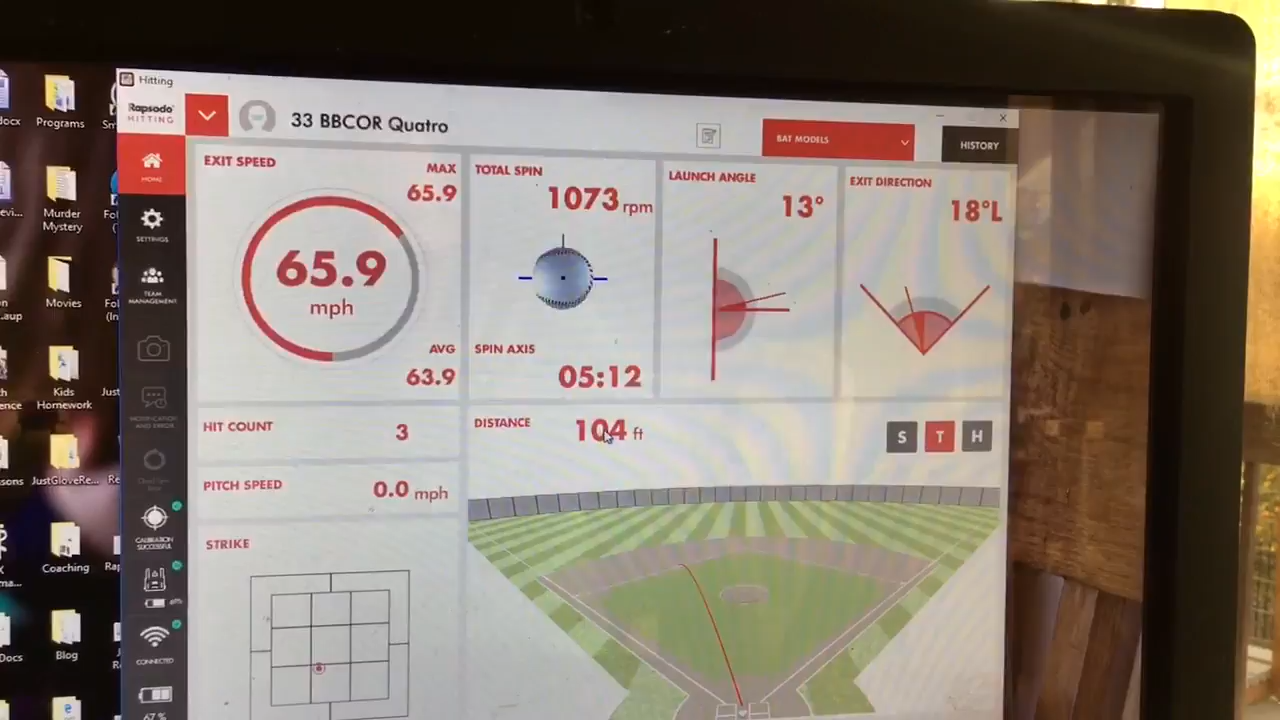 Hitting
Rapsodo
HITTING
33 BBCOR Quatro
BAT MODELS
HISTORY
HOME
SETTINGS
TEAM
MANAGEMENT
CALIBRATION
SUCCESSFUL
CONNECTED
67 %
EXIT SPEED
MAX
65.9
65.9
mph
AVG
63.9
TOTAL SPIN
1073 rpm
SPIN AXIS
05:12
LAUNCH ANGLE
13°
EXIT DIRECTION
18°L
HIT COUNT
3
PITCH SPEED
0.0 mph
DISTANCE
104 ft
S T H
STRIKE
docx
Programs
Murder
Mystery
Movies
.aup
Kids
Homework
JustGloveRe...
Coaching
Docs
Blog